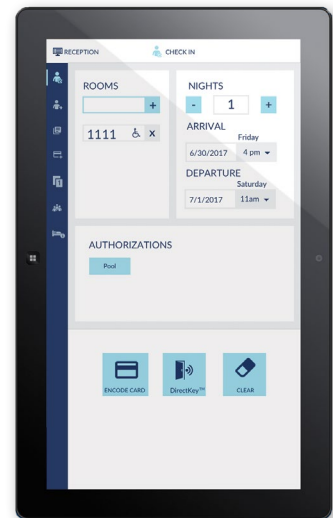 RECEPTION
CHECK IN
ROOMS
+
1111 x
NIGHTS
- 1 +
ARRIVAL
Friday
6/30/2017 4 pm
DEPARTURE
Saturday
7/1/2017 11am
AUTHORIZATIONS
Pool
ENCODE CARD
DirectKey™
CLEAR